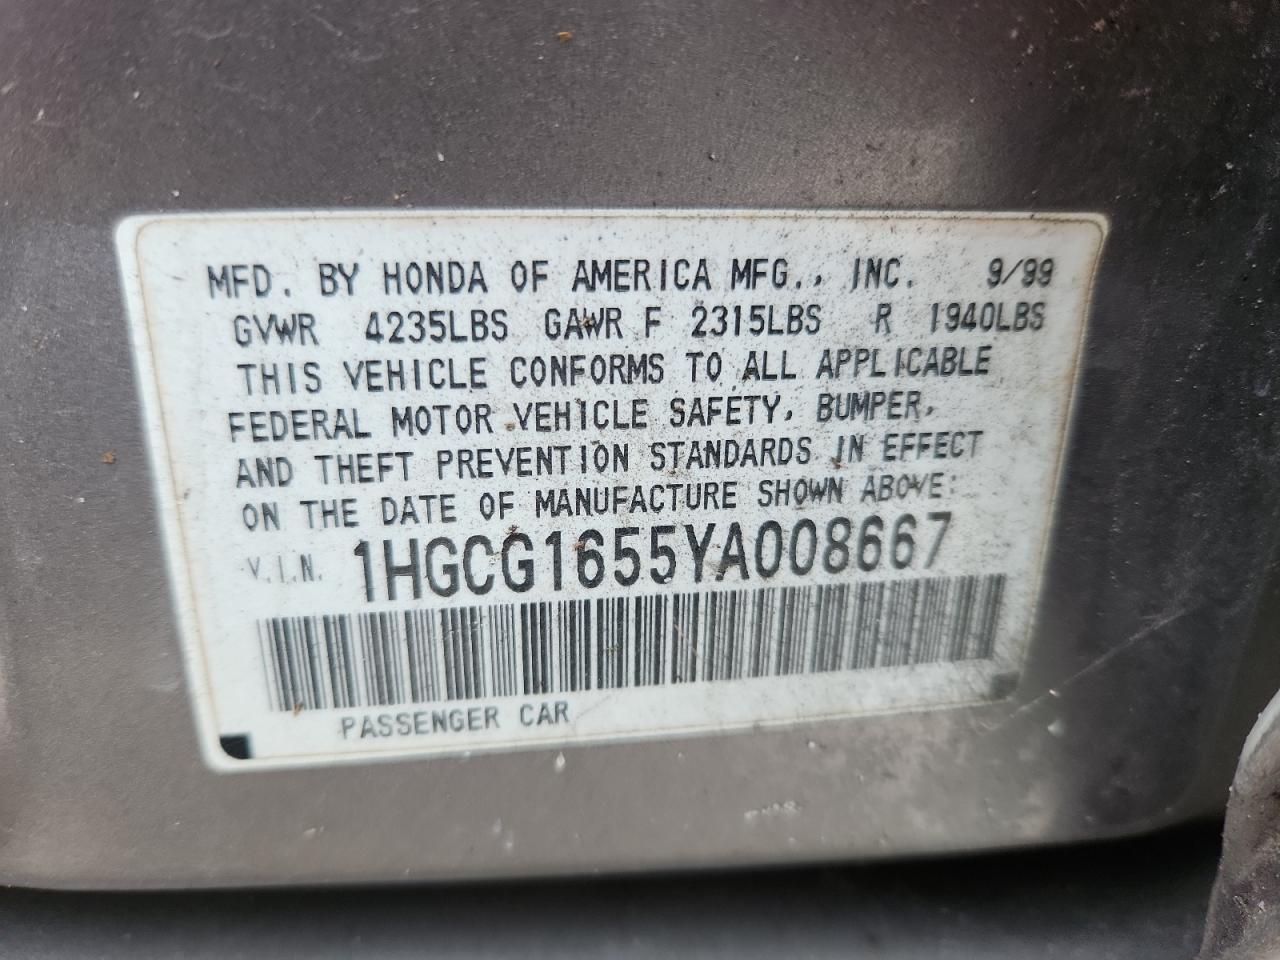 MFD. BY HONDA OF AMERICA MFG., INC. 9/99
GVWR 4235LBS GAWR F 2315LBS R 1940LBS
THIS VEHICLE CONFORMS TO ALL APPLICABLE
FEDERAL MOTOR VEHICLE SAFETY, BUMPER,
AND THEFT PREVENTION STANDARDS IN EFFECT
ON THE DATE OF MANUFACTURE SHOWN ABOVE:
V.I.N. 1HGCG1655YA008667
PASSENGER CAR